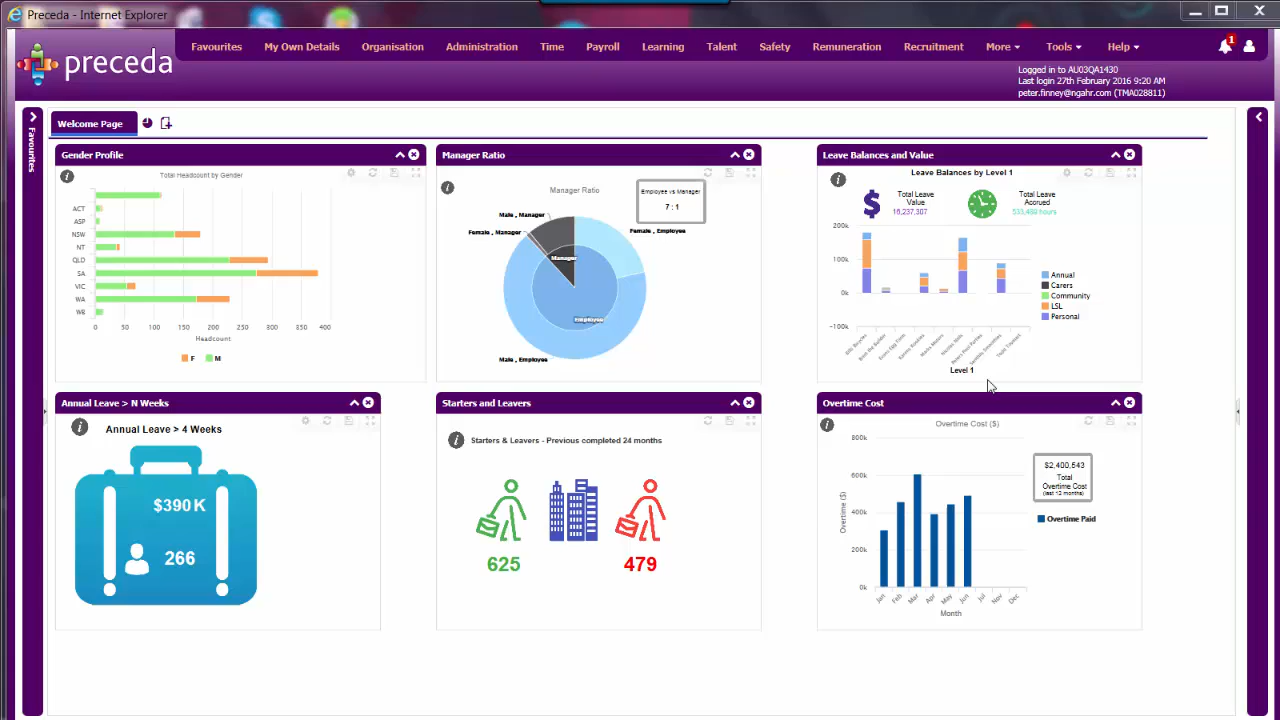 Preceda - Internet Explorer
preceda
Favourites My Own Details Organisation Administration Time Payroll Learning Talent Safety Remuneration Recruitment More Tools Help
1
Logged in to AU03QA1430
Last login 27th February 2016 9:20 AM
peter.finney@ngahr.com (TMA028811)
Favourites
Welcome Page
Gender Profile
Total Headcount by Gender
ACT
ASP
NSW
NT
QLD
SA
VIC
WA
WB
0 50 100 150 200 250 300 350 400
Headcount
F M
Manager Ratio
Manager Ratio
Employee vs Manager
7 : 1
Male , Manager
Female , Manager
Female , Employee
Manager
Employee
Male , Employee
Leave Balances and Value
Leave Balances by Level 1
$
Total Leave
Value
16,237,307
Total Leave
Accrued
533,480 hours
200k
100k
0k
-100k
Level 1
Annual
Carers
Community
LSL
Personal
Annual Leave > N Weeks
Annual Leave > 4 Weeks
$390 K
266
Starters and Leavers
Starters & Leavers - Previous completed 24 months
625
479
Overtime Cost
Overtime Cost ($)
800k
600k
400k
200k
0k
Overtime ($)
Jan Feb Mar Apr May Jun Jul Nov Dec
Month
$2,400,543
Total
Overtime Cost
(last 12 months)
Overtime Paid